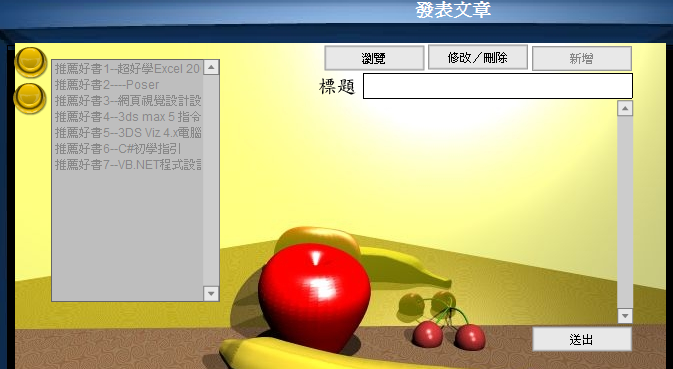 發表文章
瀏覽
修改／刪除
新增
標題
推薦好書1--超好學Excel 20
推薦好書2----Poser
推薦好書3--網頁視覺設計設
推薦好書4--3ds max 5 指令
推薦好書5--3DS Viz 4.x電腦
推薦好書6--C#初學指引
推薦好書7--VB.NET程式設計
送出